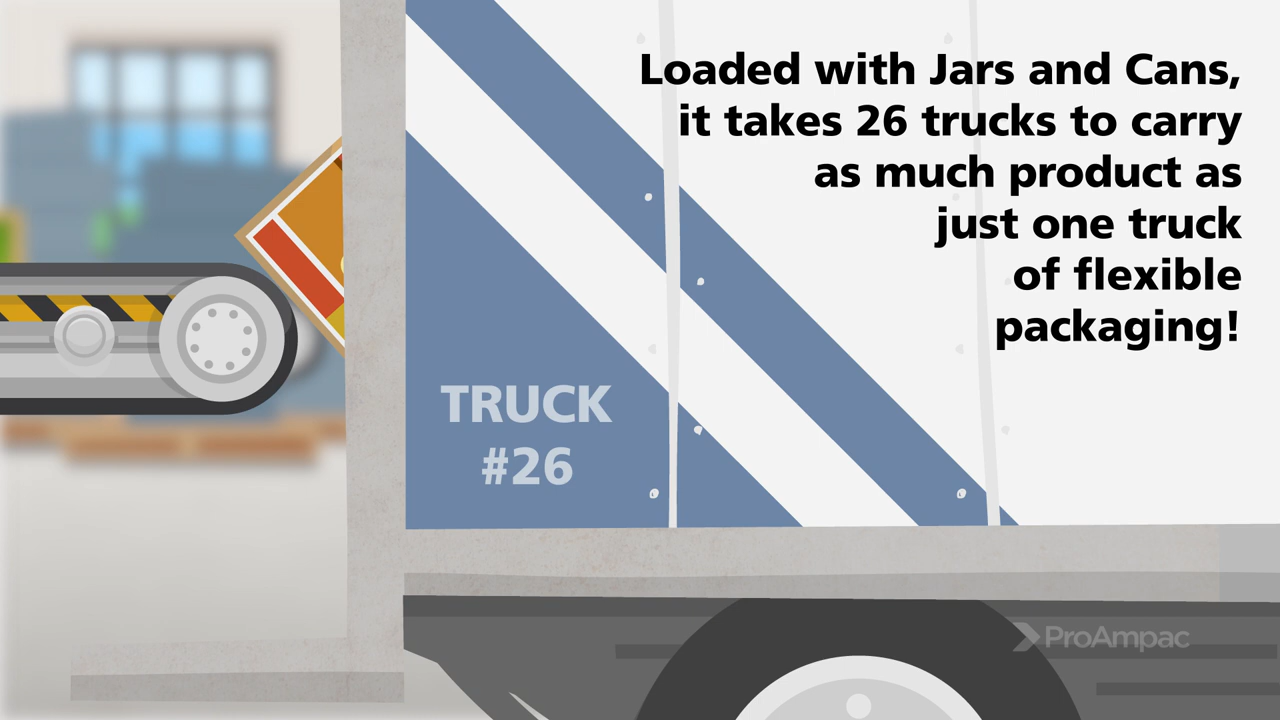 Loaded with Jars and Cans,
it takes 26 trucks to carry
as much product as
just one truck
of flexible
packaging!
TRUCK
#26
ProAmpac